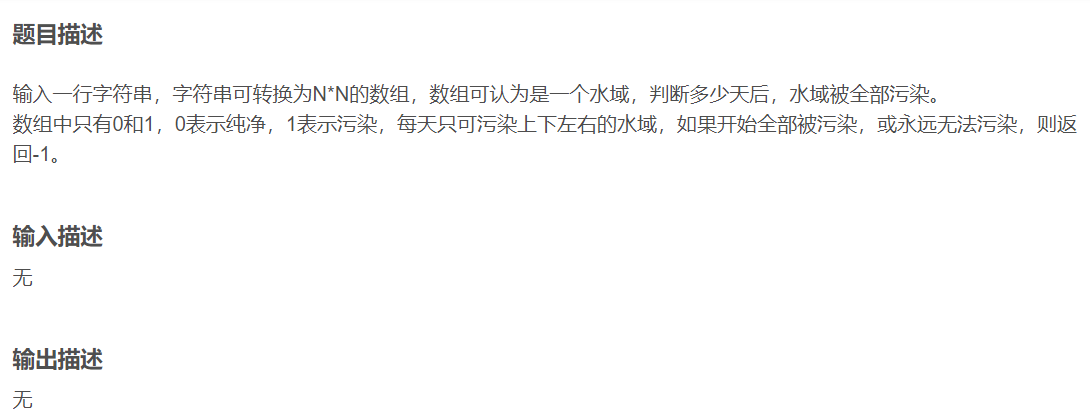 题目描述
输入一行字符串，字符串可转换为N*N的数组，数组可认为是一个水域，判断多少天后，水域被全部污染。
数组中只有0和1，0表示纯净，1表示污染，每天只可污染上下左右的水域，如果开始全部被污染，或永远无法污染，则返
回-1。
输入描述
无
输出描述
无